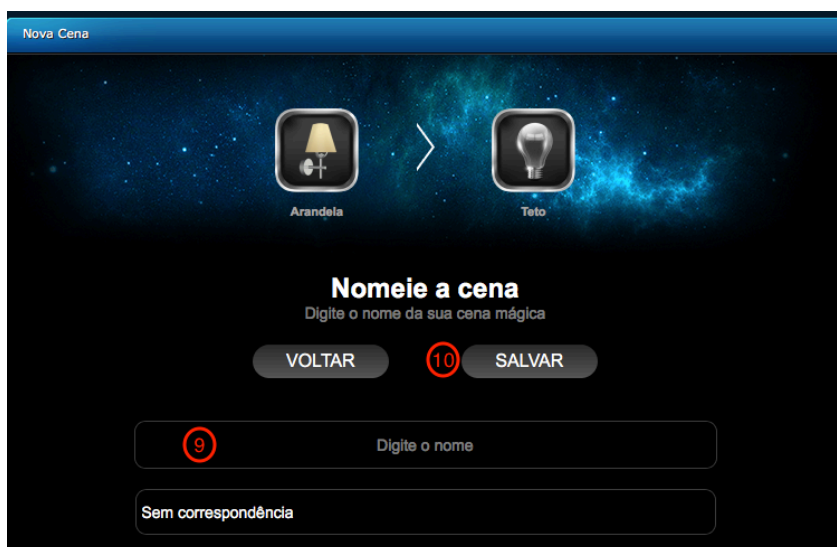 Nova Cena
Arandela Teto
Nomeie a cena
Digite o nome da sua cena mágica
VOLTAR 10 SALVAR
9 Digite o nome
Sem correspondência